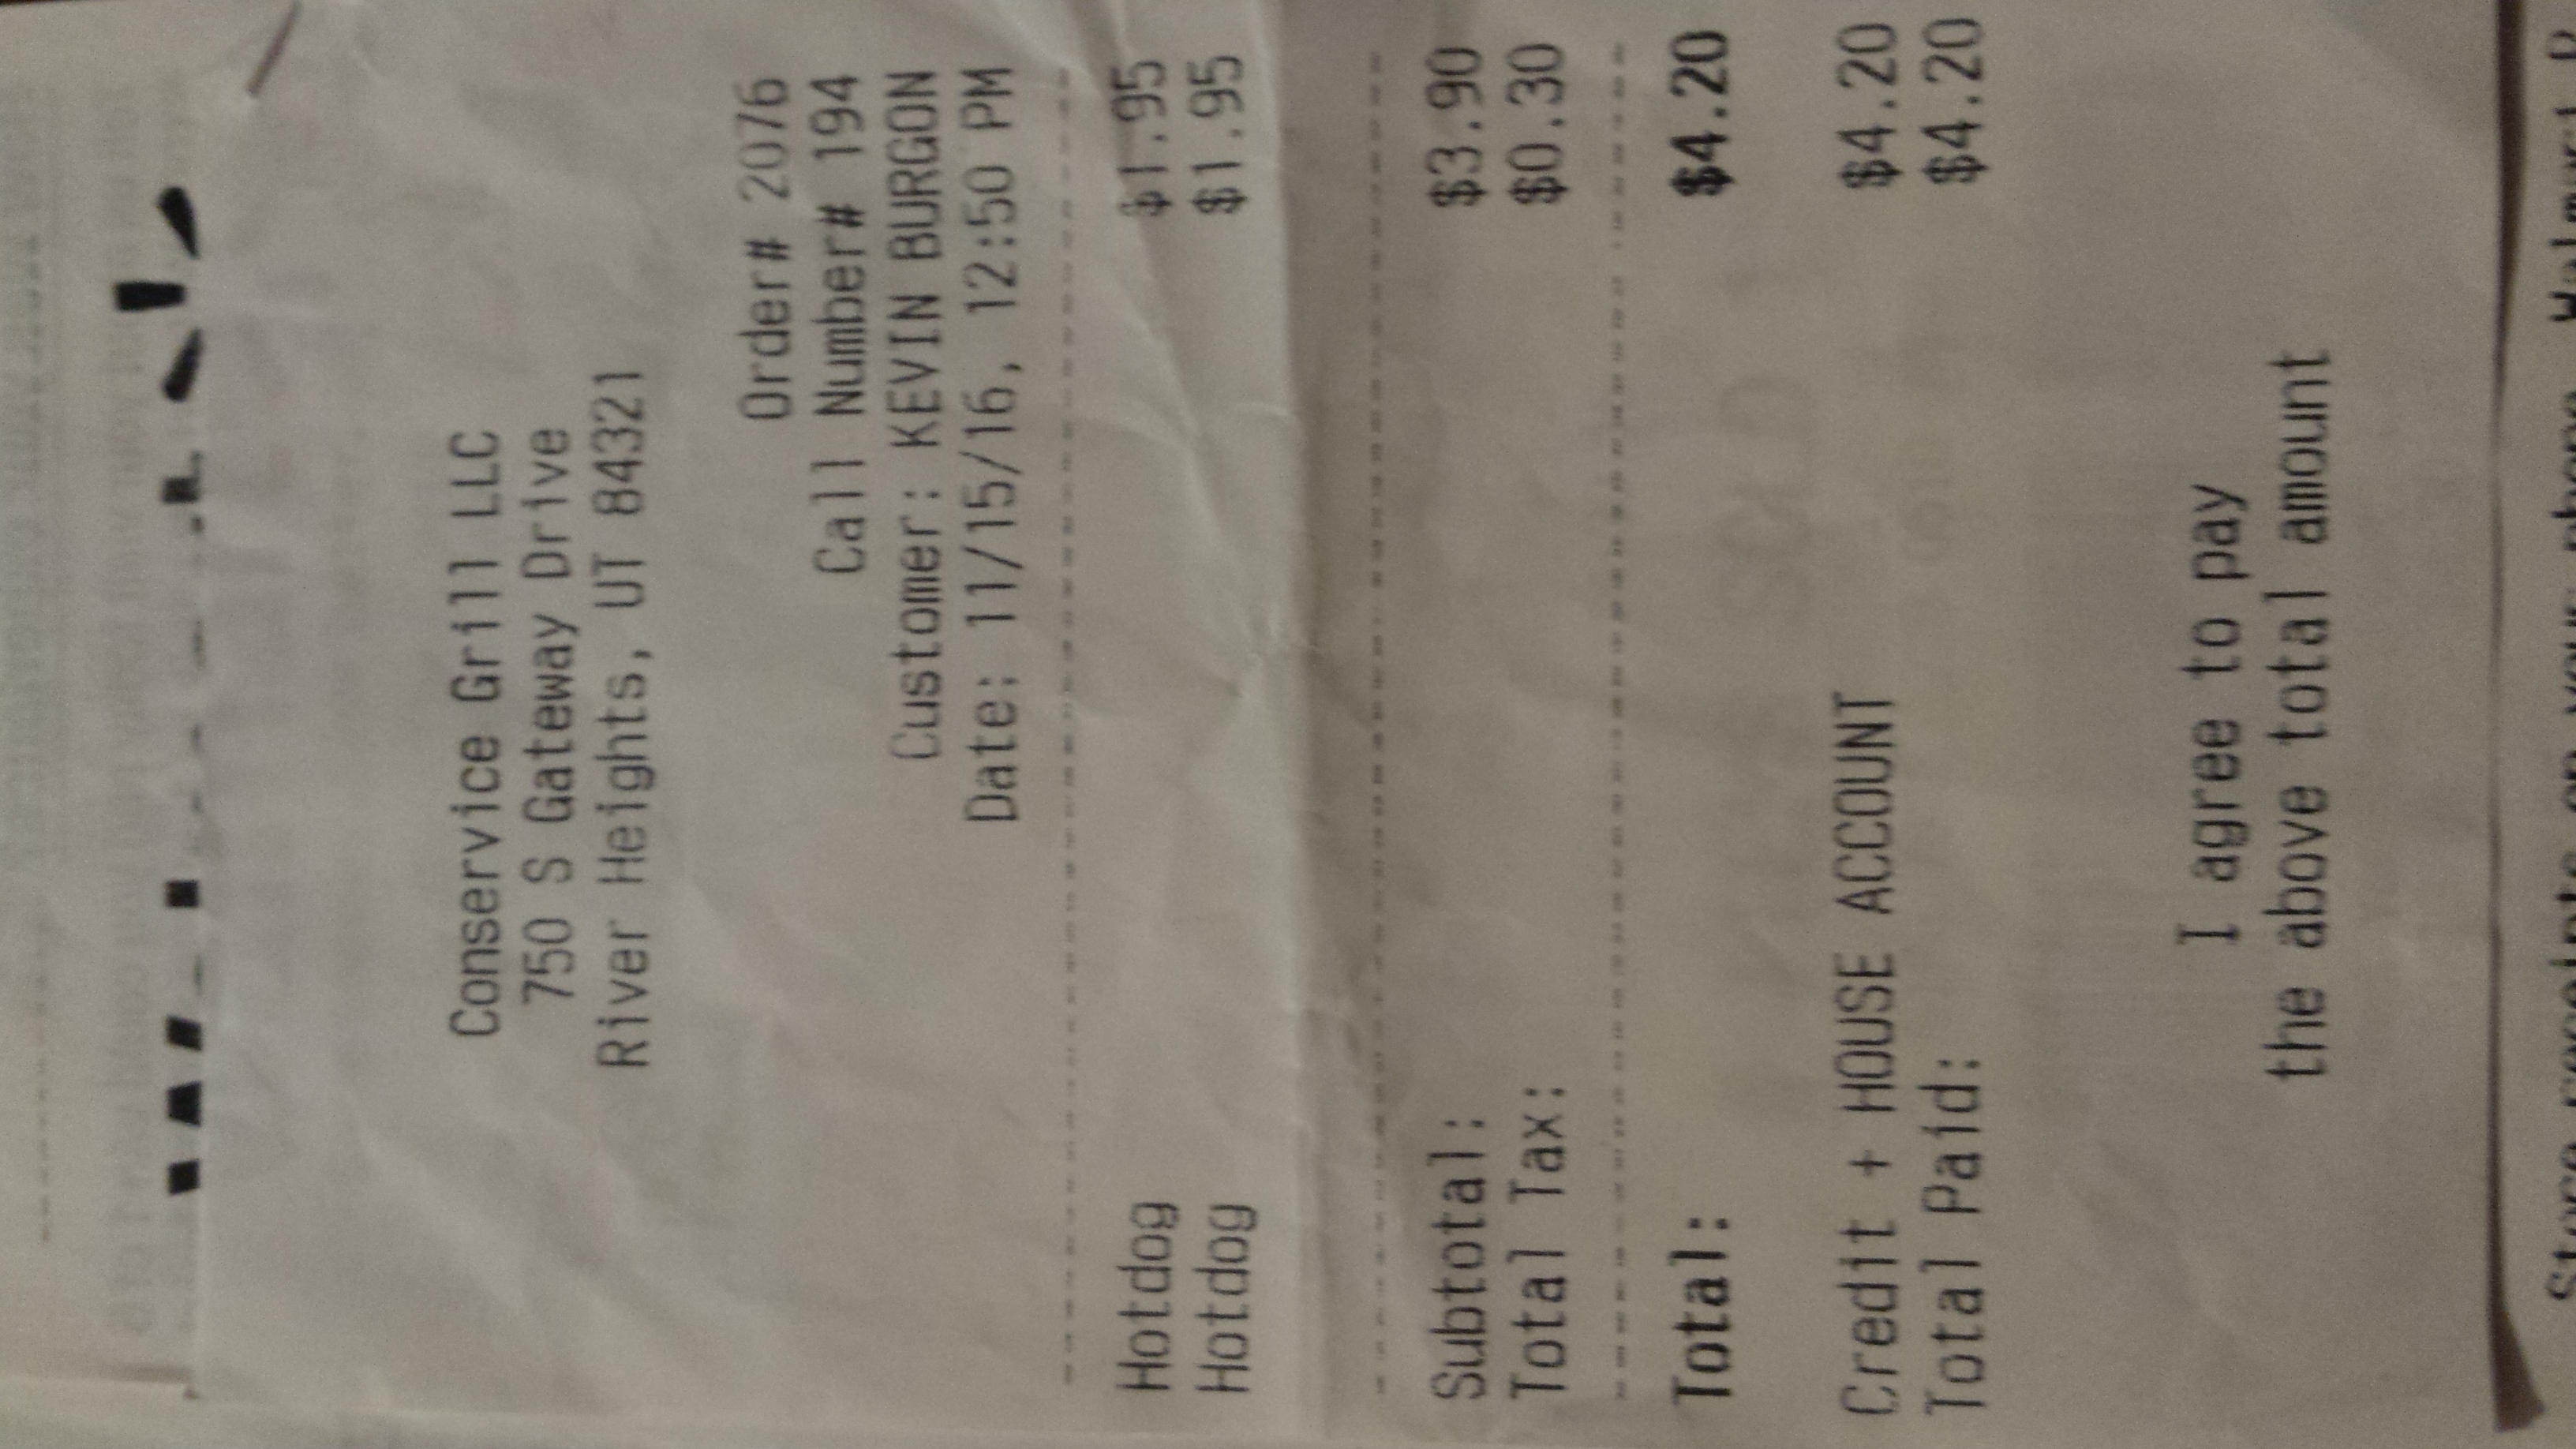 Conservice Grill LLC
750 S Gateway Drive
River Heights, UT 84321
Order# 2076
Call Number# 194
Customer: KEVIN BURGON
Date: 11/15/16, 12:50 PM
Hotdog $1.95
Hotdog $1.95
Subtotal: $3.90
Total Tax: $0.30
Total: $4.20
Credit + HOUSE ACCOUNT $4.20
Total Paid: $4.20
I agree to pay
the above total amount
Store receipts on your phone. Walmart P